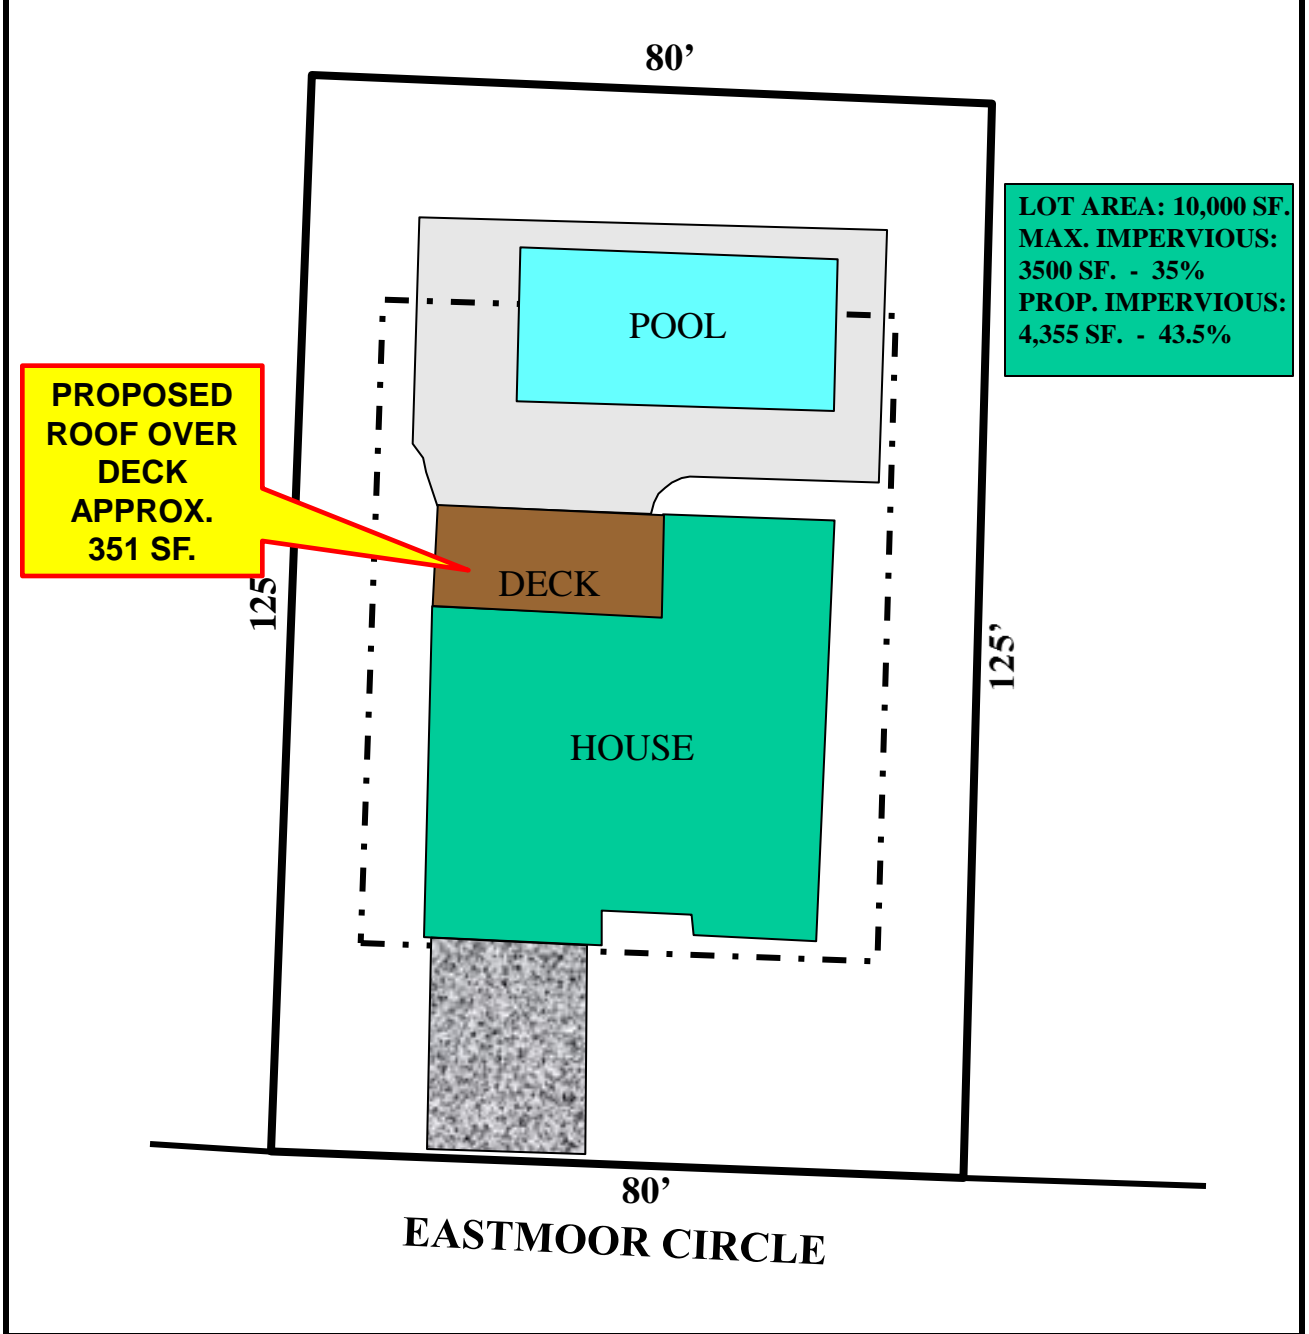 80’
LOT AREA: 10,000 SF.
MAX. IMPERVIOUS:
3500 SF. - 35%
PROP. IMPERVIOUS:
4,355 SF. - 43.5%
POOL
PROPOSED
ROOF OVER
DECK
APPROX.
351 SF.
DECK
125
125’
HOUSE
80’
EASTMOOR CIRCLE